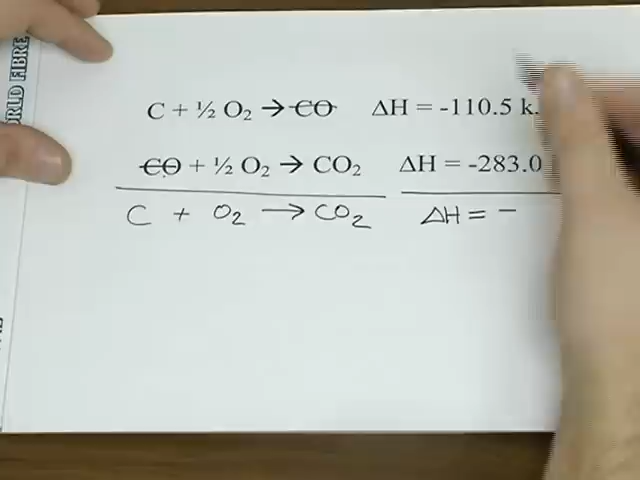 C + ½ O₂ → CO ΔH = -110.5 k
CO + ½ O₂ → CO₂ ΔH = -283.0
C + O₂ → CO₂ ΔH = -
FIBRE